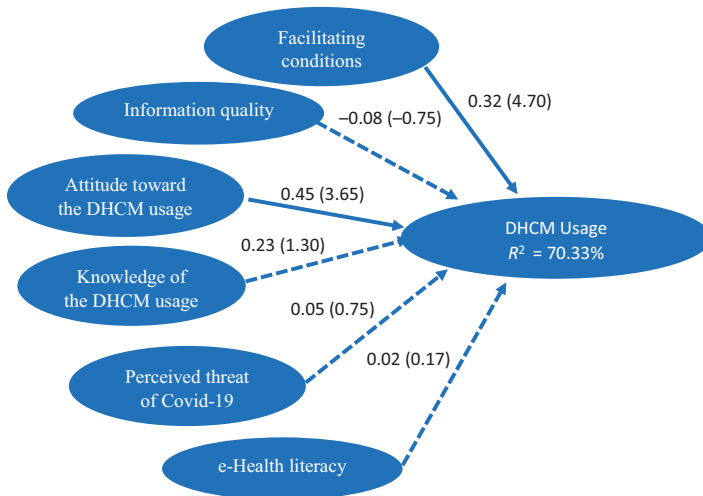 Facilitating
conditions
0.32 (4.70)
Information quality
–0.08 (–0.75)
Attitude toward
the DHCM usage
0.45 (3.65)
DHCM Usage
R² = 70.33%
0.23 (1.30)
Knowledge of
the DHCM usage
0.05 (0.75)
Perceived threat
of Covid-19
0.02 (0.17)
e-Health literacy